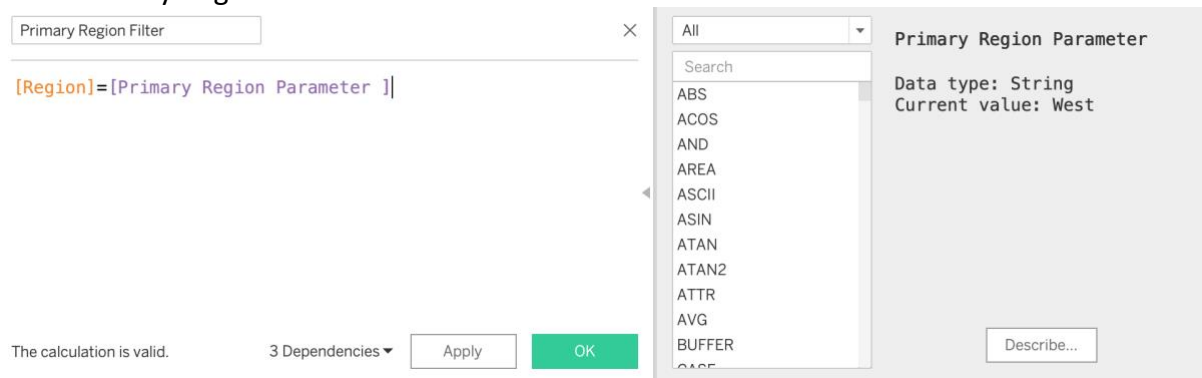 Primary Region Filter
[Region]=[Primary Region Parameter ]
The calculation is valid.
3 Dependencies
Apply
OK
All
Search
ABS
ACOS
AND
AREA
ASCII
ASIN
ATAN
ATAN2
ATTR
AVG
BUFFER
CASE
Primary Region Parameter
Data type: String
Current value: West
Describe...